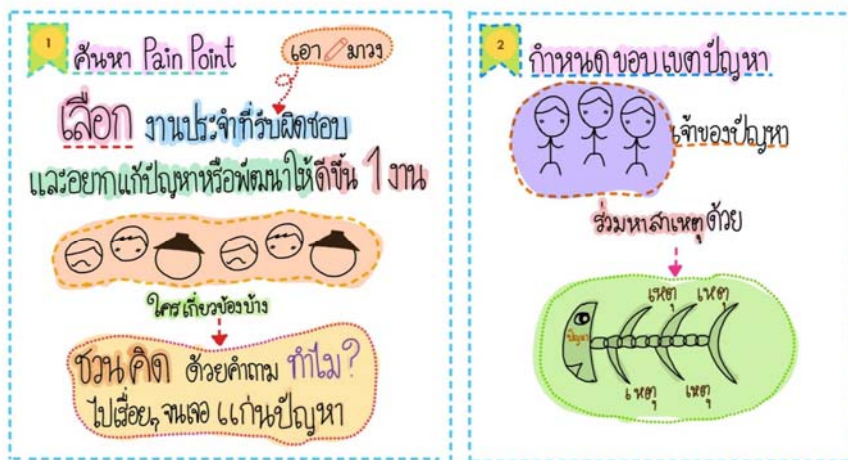 1
ค้นหา Pain Point
เอา มาวง
เลือก งานประจำที่รับผิดชอบ
และอยากแก้ปัญหาหรือพัฒนาให้ดีขึ้น 1 งาน
ใครเกี่ยวข้องบ้าง
ชวนคิด ด้วยคำถาม ทำไม?
ไปเรื่อยๆ จนเจอ แก่นปัญหา
2
กำหนดขอบเขตปัญหา
เจ้าของปัญหา
ร่วมหาสาเหตุด้วย
เหตุ เหตุ
ปัญหา
เหตุ เหตุ